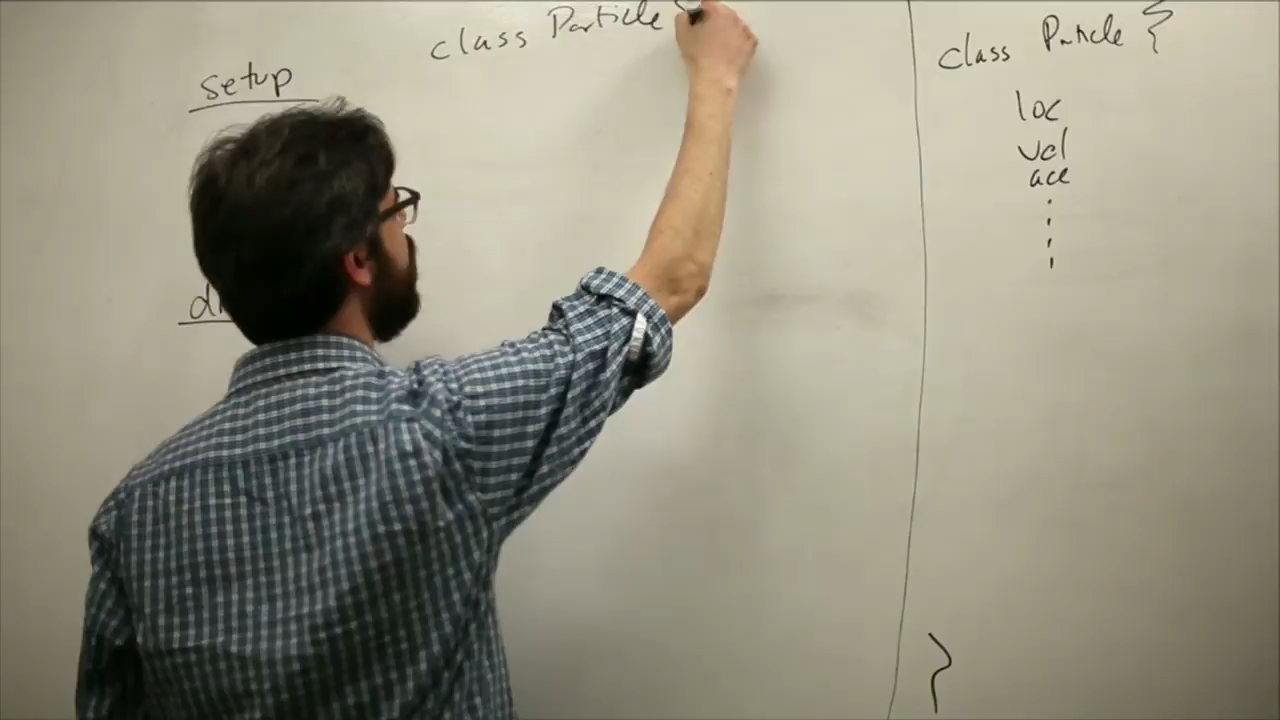 class Particle
setup
class Particle {
loc
vel
acc
}